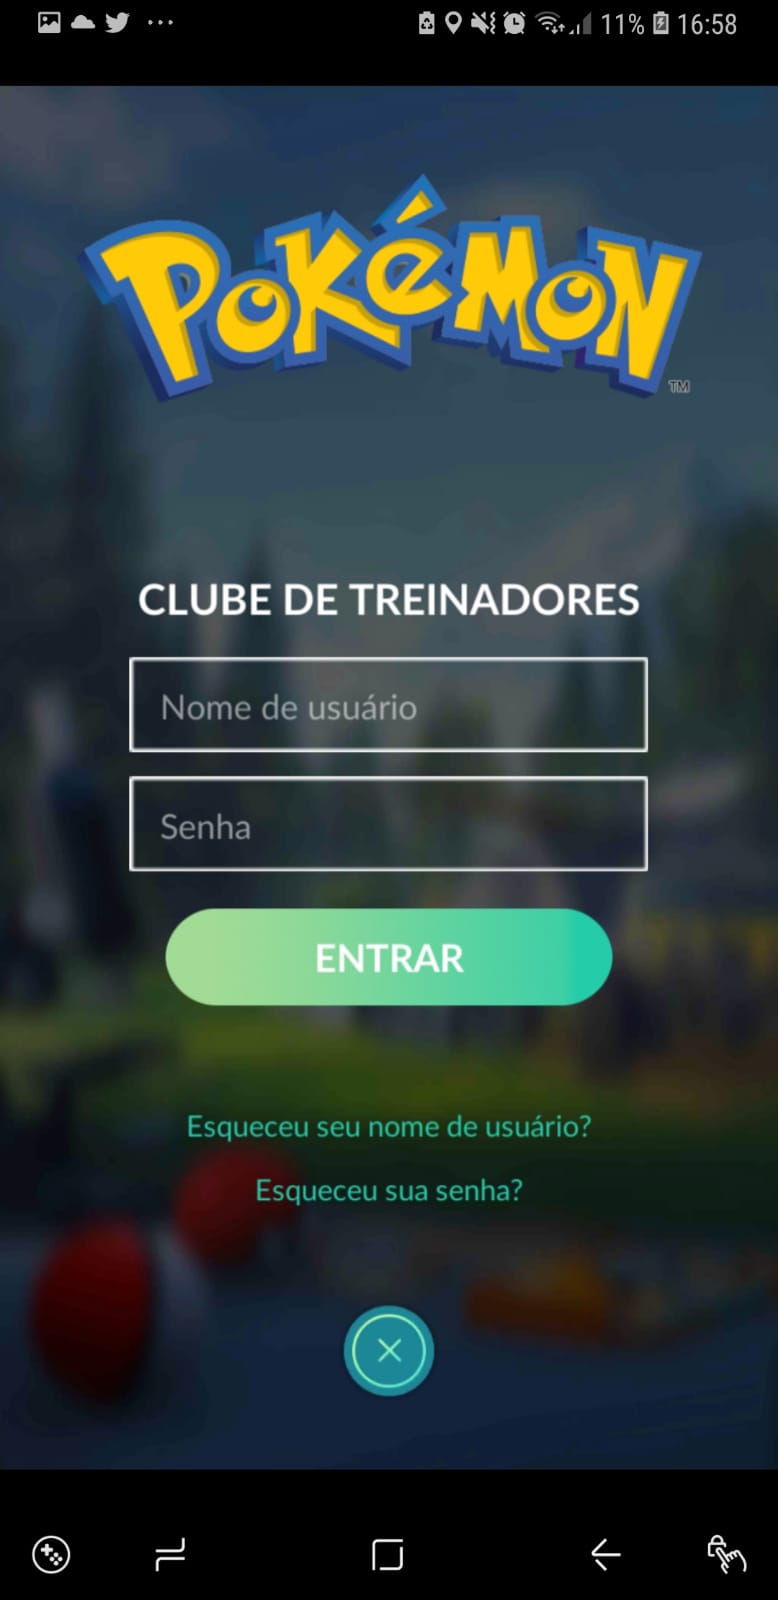 11% 16:58
POKéMON
TM
CLUBE DE TREINADORES
Nome de usuário
Senha
ENTRAR
Esqueceu seu nome de usuário?
Esqueceu sua senha?